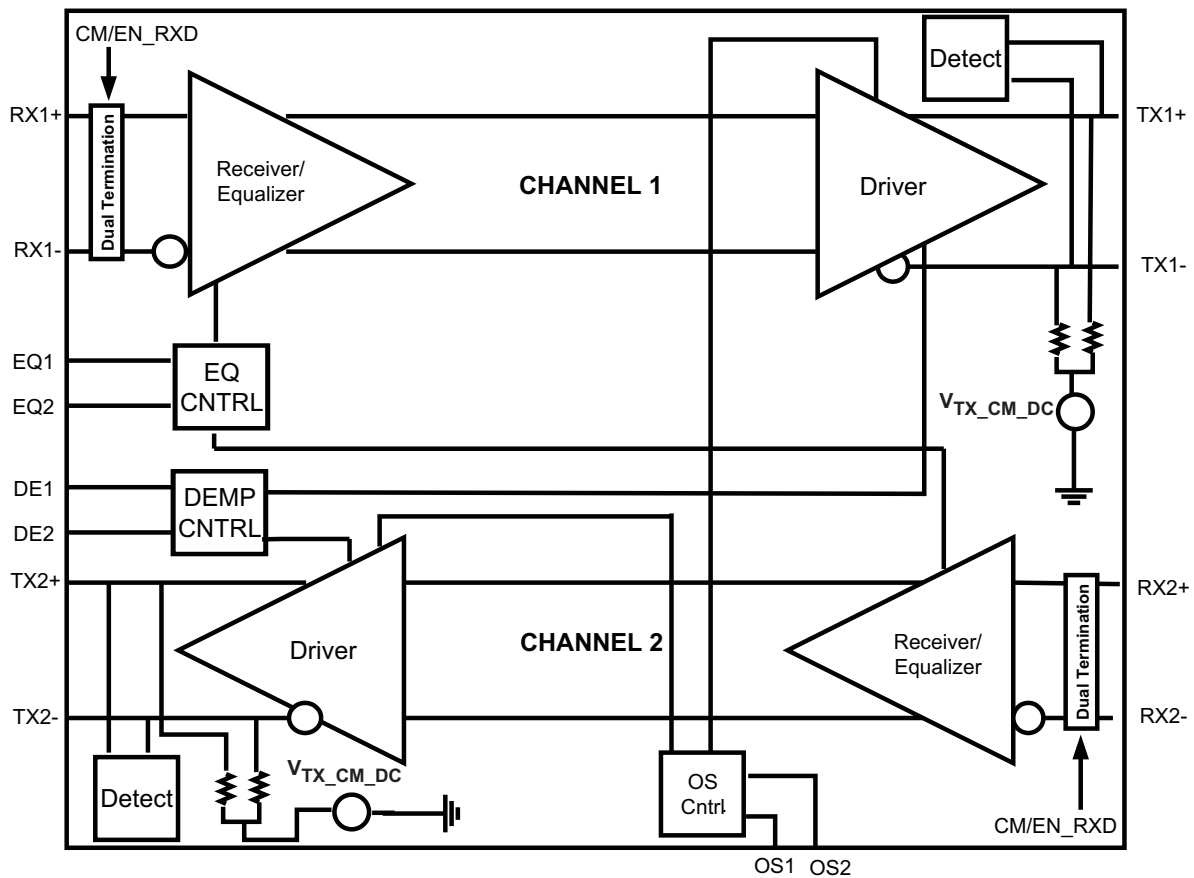 CM/EN_RXD
Detect
RX1+
TX1+
Dual Termination
Receiver/
Equalizer
CHANNEL 1
Driver
RX1-
TX1-
EQ1
EQ2
EQ
CNTRL
VTX_CM_DC
DE1
DE2
DEMP
CNTRL
TX2+
RX2+
Driver
CHANNEL 2
Receiver/
Equalizer
Dual Termination
TX2-
RX2-
VTX_CM_DC
Detect
OS
Cntrl.
CM/EN_RXD
OS1
OS2